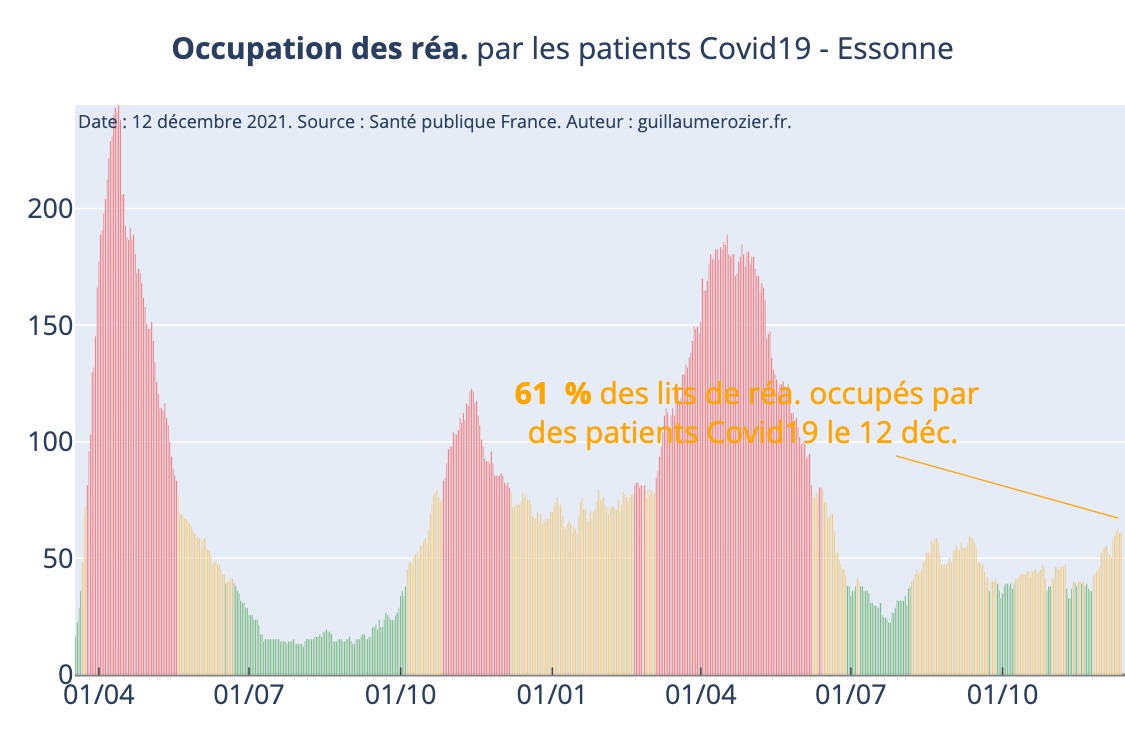 Occupation des réa. par les patients Covid19 - Essonne
Date : 12 décembre 2021. Source : Santé publique France. Auteur : guillaumerozier.fr.
200
150
61  % des lits de réa. occupés par
des patients Covid19 le 12 déc.
100
50
0
01/04 01/07 01/10 01/01 01/04 01/07 01/10